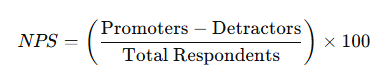 NPS = ( Promoters − Detractors / Total Respondents ) × 100